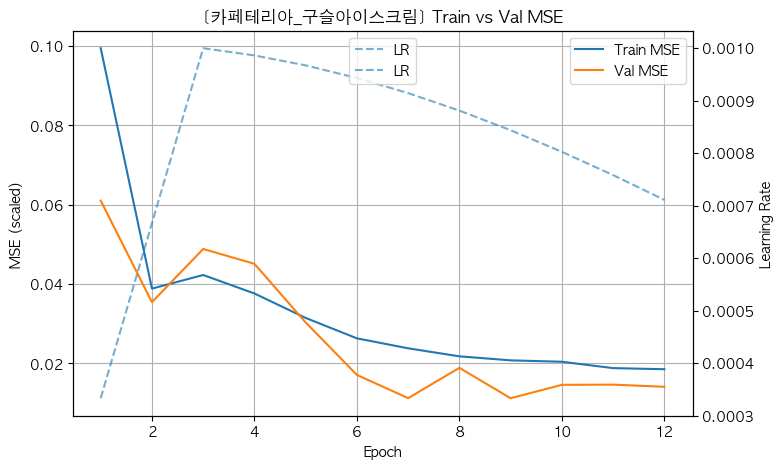 [카페테리아_구슬아이스크림] Train vs Val MSE
LR
LR
Train MSE
Val MSE
MSE (scaled)
0.10
0.08
0.06
0.04
0.02
0.0010
0.0009
0.0008
0.0007
0.0006
0.0005
0.0004
0.0003
Learning Rate
2 4 6 8 10 12
Epoch